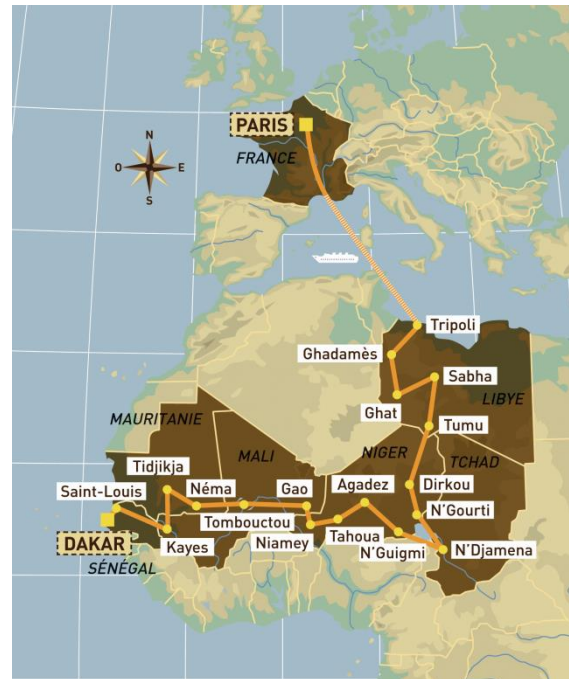 PARIS
FRANCE
N
O
E
S
Tripoli
Ghadamès
Sabha
LIBYE
Ghat
Tumu
MAURITANIE
MALI
NIGER
TCHAD
Tidjikja
Saint-Louis
Néma
Gao
Agadez
Dirkou
N'Gourti
Tombouctou
DAKAR
Kayes
Niamey
Tahoua
N'Guigmi
N'Djamena
SÉNÉGAL